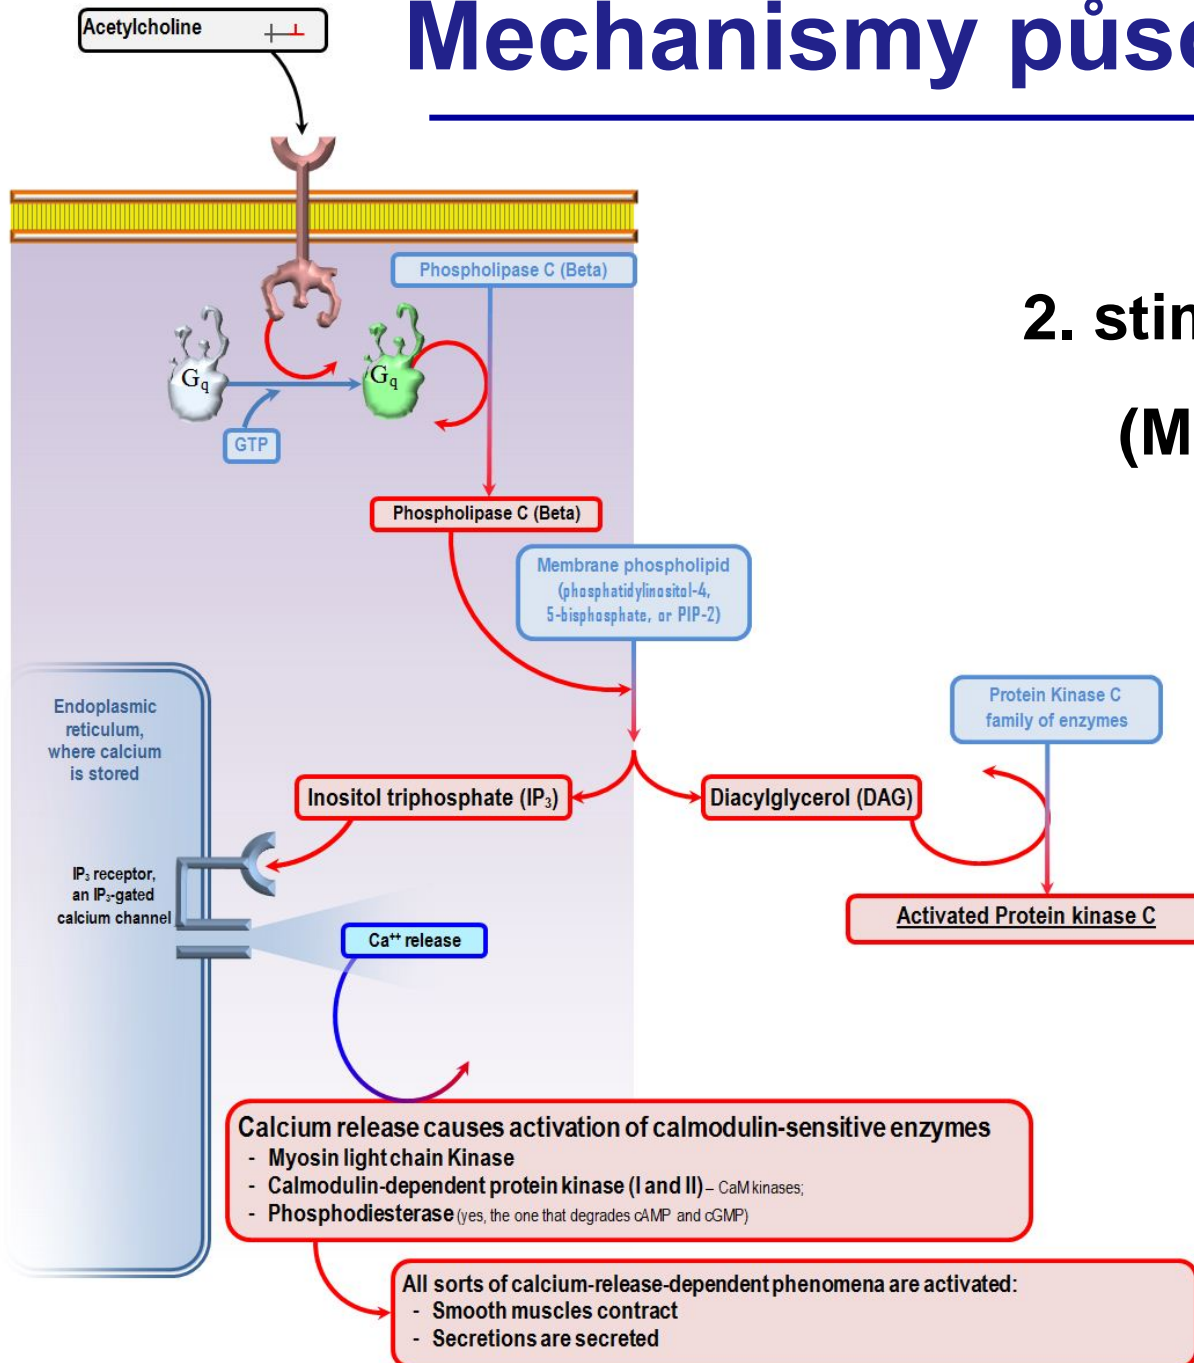 Acetylcholine
Mechanismy půs
2. stin
(M
Phospholipase C (Beta)
Gq
Gq
GTP
Phospholipase C (Beta)
Membrane phospholipid
(phosphatidylinositol-4,
5-bisphosphate, or PIP-2)
Endoplasmic
reticulum,
where calcium
is stored
Protein Kinase C
family of enzymes
Inositol triphosphate (IP₃)
Diacylglycerol (DAG)
IP₃ receptor,
an IP₃-gated
calcium channel
Activated Protein kinase C
Ca⁺⁺ release
Calcium release causes activation of calmodulin-sensitive enzymes
- Myosin light chain Kinase
- Calmodulin-dependent protein kinase (I and II) – CaM kinases;
- Phosphodiesterase (yes, the one that degrades cAMP and cGMP)
All sorts of calcium-release-dependent phenomena are activated:
- Smooth muscles contract
- Secretions are secreted